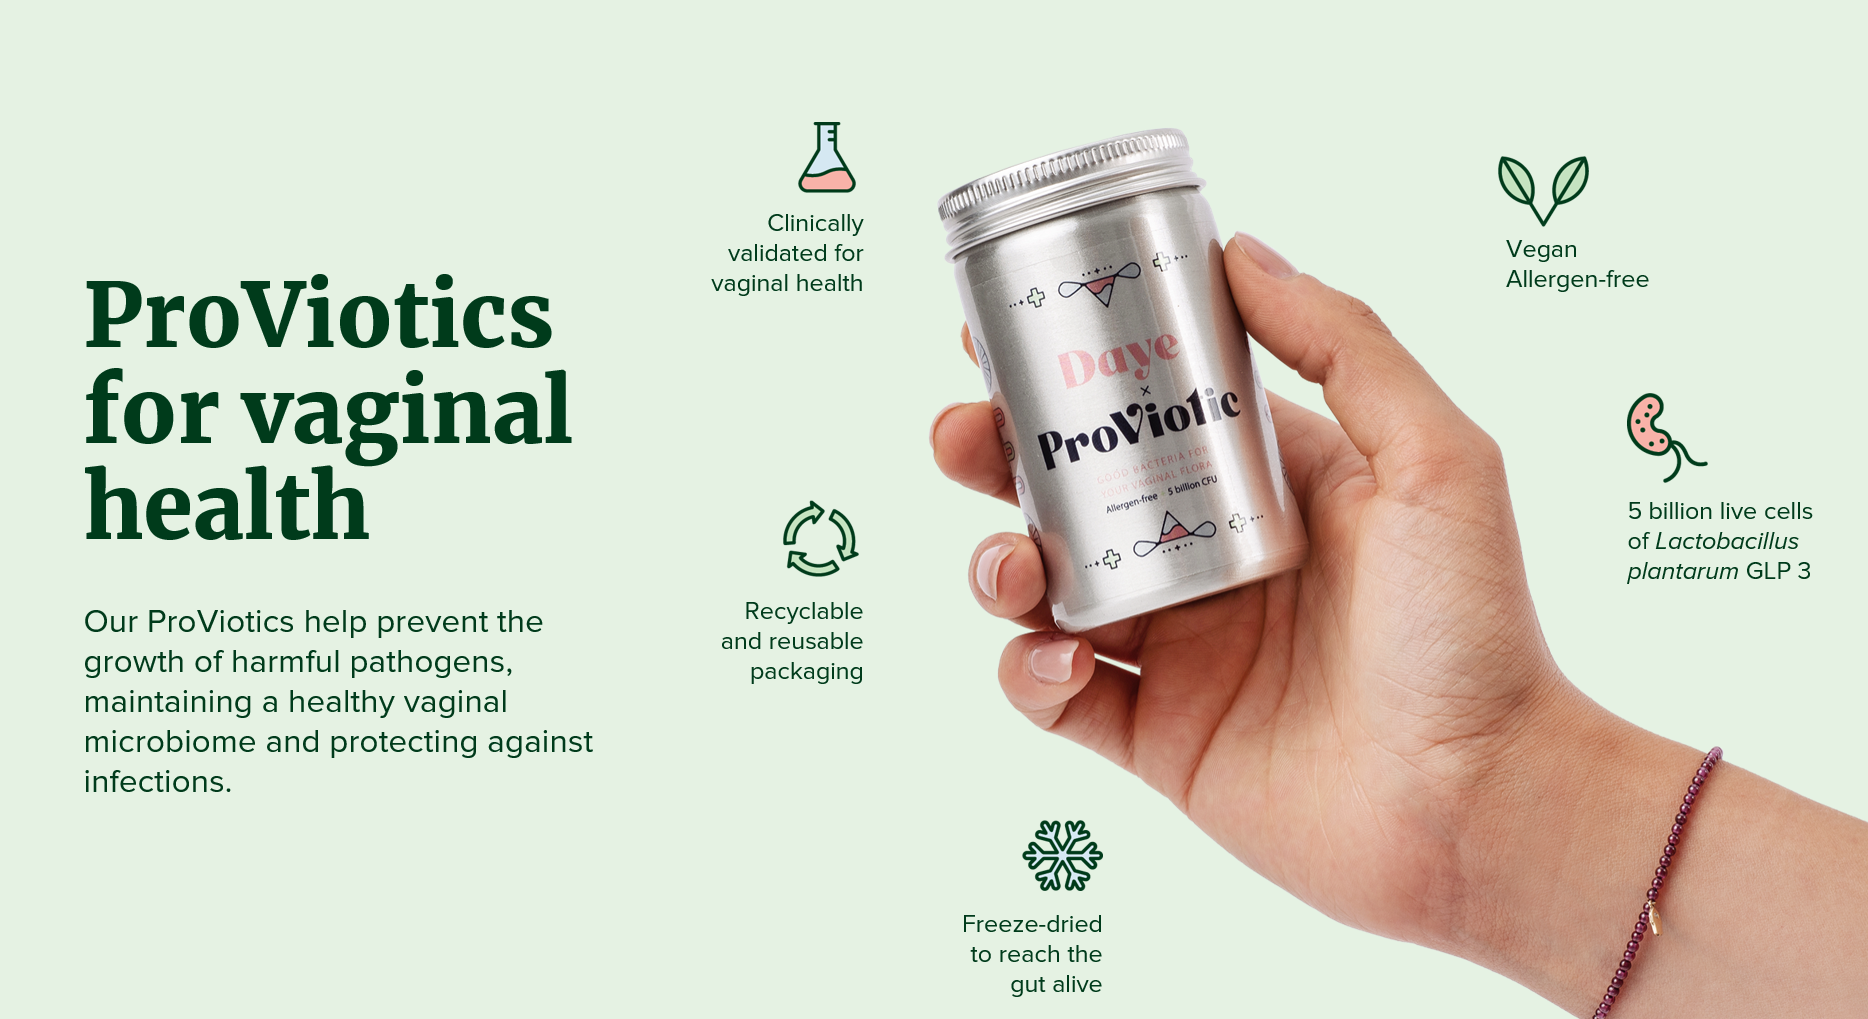 ProViotics
for vaginal
health
Our ProViotics help prevent the
growth of harmful pathogens,
maintaining a healthy vaginal
microbiome and protecting against
infections.
Clinically
validated for
vaginal health
Recyclable
and reusable
packaging
Freeze-dried
to reach the
gut alive
Daye
×
ProViotic
GOOD BACTERIA FOR
YOUR VAGINAL FLORA
Allergen-free 5 billion CFU
Vegan
Allergen-free
5 billion live cells
of Lactobacillus
plantarum GLP 3